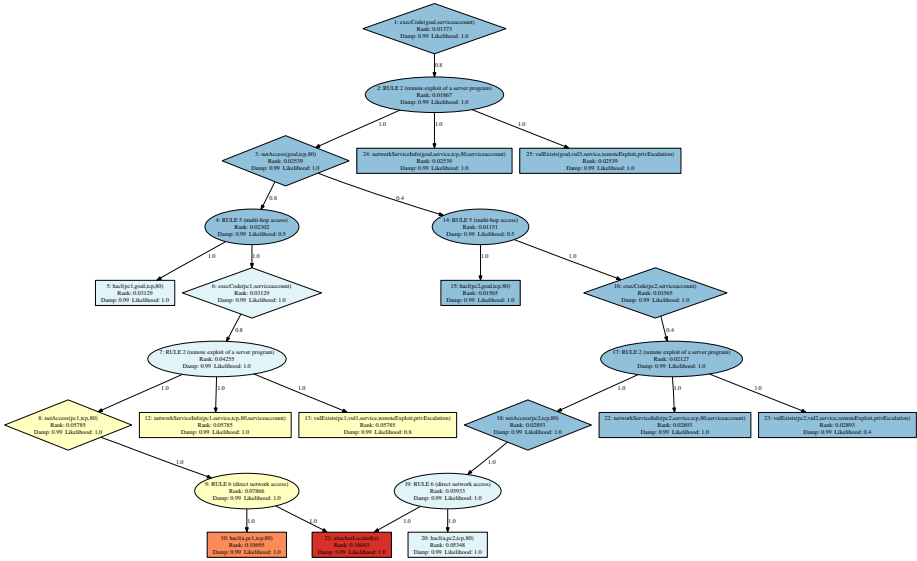 1: execCode(goal,serviceaccount)
Rank: 0.01373
Damp: 0.99 Likelihood: 1.0
0.8
2: RULE 2 (remote exploit of a server program)
Rank: 0.01867
Damp: 0.99 Likelihood: 1.0
1.0
1.0
1.0
3: netAccess(goal,tcp,80)
Rank: 0.02539
Damp: 0.99 Likelihood: 1.0
24: networkServiceInfo(goal,service,tcp,80,serviceaccount)
Rank: 0.02539
Damp: 0.99 Likelihood: 1.0
25: vulExists(goal,vul3,service,remoteExploit,privEscalation)
Rank: 0.02539
Damp: 0.99 Likelihood: 1.0
0.8
0.4
4: RULE 5 (multi-hop access)
Rank: 0.02302
Damp: 0.99 Likelihood: 0.5
14: RULE 5 (multi-hop access)
Rank: 0.01151
Damp: 0.99 Likelihood: 0.5
1.0
1.0
1.0
1.0
5: hacl(pc1,goal,tcp,80)
Rank: 0.03129
Damp: 0.99 Likelihood: 1.0
6: execCode(pc1,serviceaccount)
Rank: 0.03129
Damp: 0.99 Likelihood: 1.0
15: hacl(pc2,goal,tcp,80)
Rank: 0.01565
Damp: 0.99 Likelihood: 1.0
16: execCode(pc2,serviceaccount)
Rank: 0.01565
Damp: 0.99 Likelihood: 1.0
0.8
0.4
7: RULE 2 (remote exploit of a server program)
Rank: 0.04255
Damp: 0.99 Likelihood: 1.0
17: RULE 2 (remote exploit of a server program)
Rank: 0.02127
Damp: 0.99 Likelihood: 1.0
1.0
1.0
1.0
1.0
1.0
1.0
8: netAccess(pc1,tcp,80)
Rank: 0.05785
Damp: 0.99 Likelihood: 1.0
12: networkServiceInfo(pc1,service,tcp,80,serviceaccount)
Rank: 0.05785
Damp: 0.99 Likelihood: 1.0
13: vulExists(pc1,vul1,service,remoteExploit,privEscalation)
Rank: 0.05785
Damp: 0.99 Likelihood: 0.8
18: netAccess(pc2,tcp,80)
Rank: 0.02893
Damp: 0.99 Likelihood: 1.0
22: networkServiceInfo(pc2,service,tcp,80,serviceaccount)
Rank: 0.02893
Damp: 0.99 Likelihood: 1.0
23: vulExists(pc2,vul2,service,remoteExploit,privEscalation)
Rank: 0.02893
Damp: 0.99 Likelihood: 0.4
1.0
1.0
9: RULE 6 (direct network access)
Rank: 0.07866
Damp: 0.99 Likelihood: 1.0
19: RULE 6 (direct network access)
Rank: 0.03933
Damp: 0.99 Likelihood: 1.0
1.0
1.0
1.0
1.0
10: hacl(a,pc1,tcp,80)
Rank: 0.10695
Damp: 0.99 Likelihood: 1.0
21: attackerLocated(a)
Rank: 0.16043
Damp: 0.99 Likelihood: 1.0
20: hacl(a,pc2,tcp,80)
Rank: 0.05348
Damp: 0.99 Likelihood: 1.0